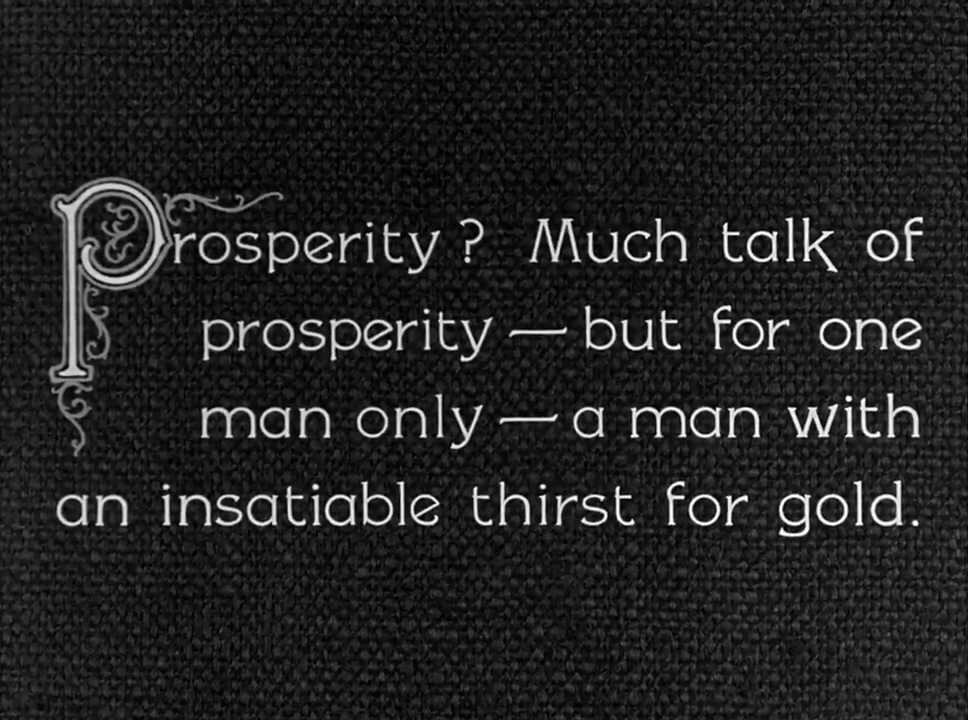 Prosperity? Much talk of
prosperity — but for one
man only — a man with
an insatiable thirst for gold.